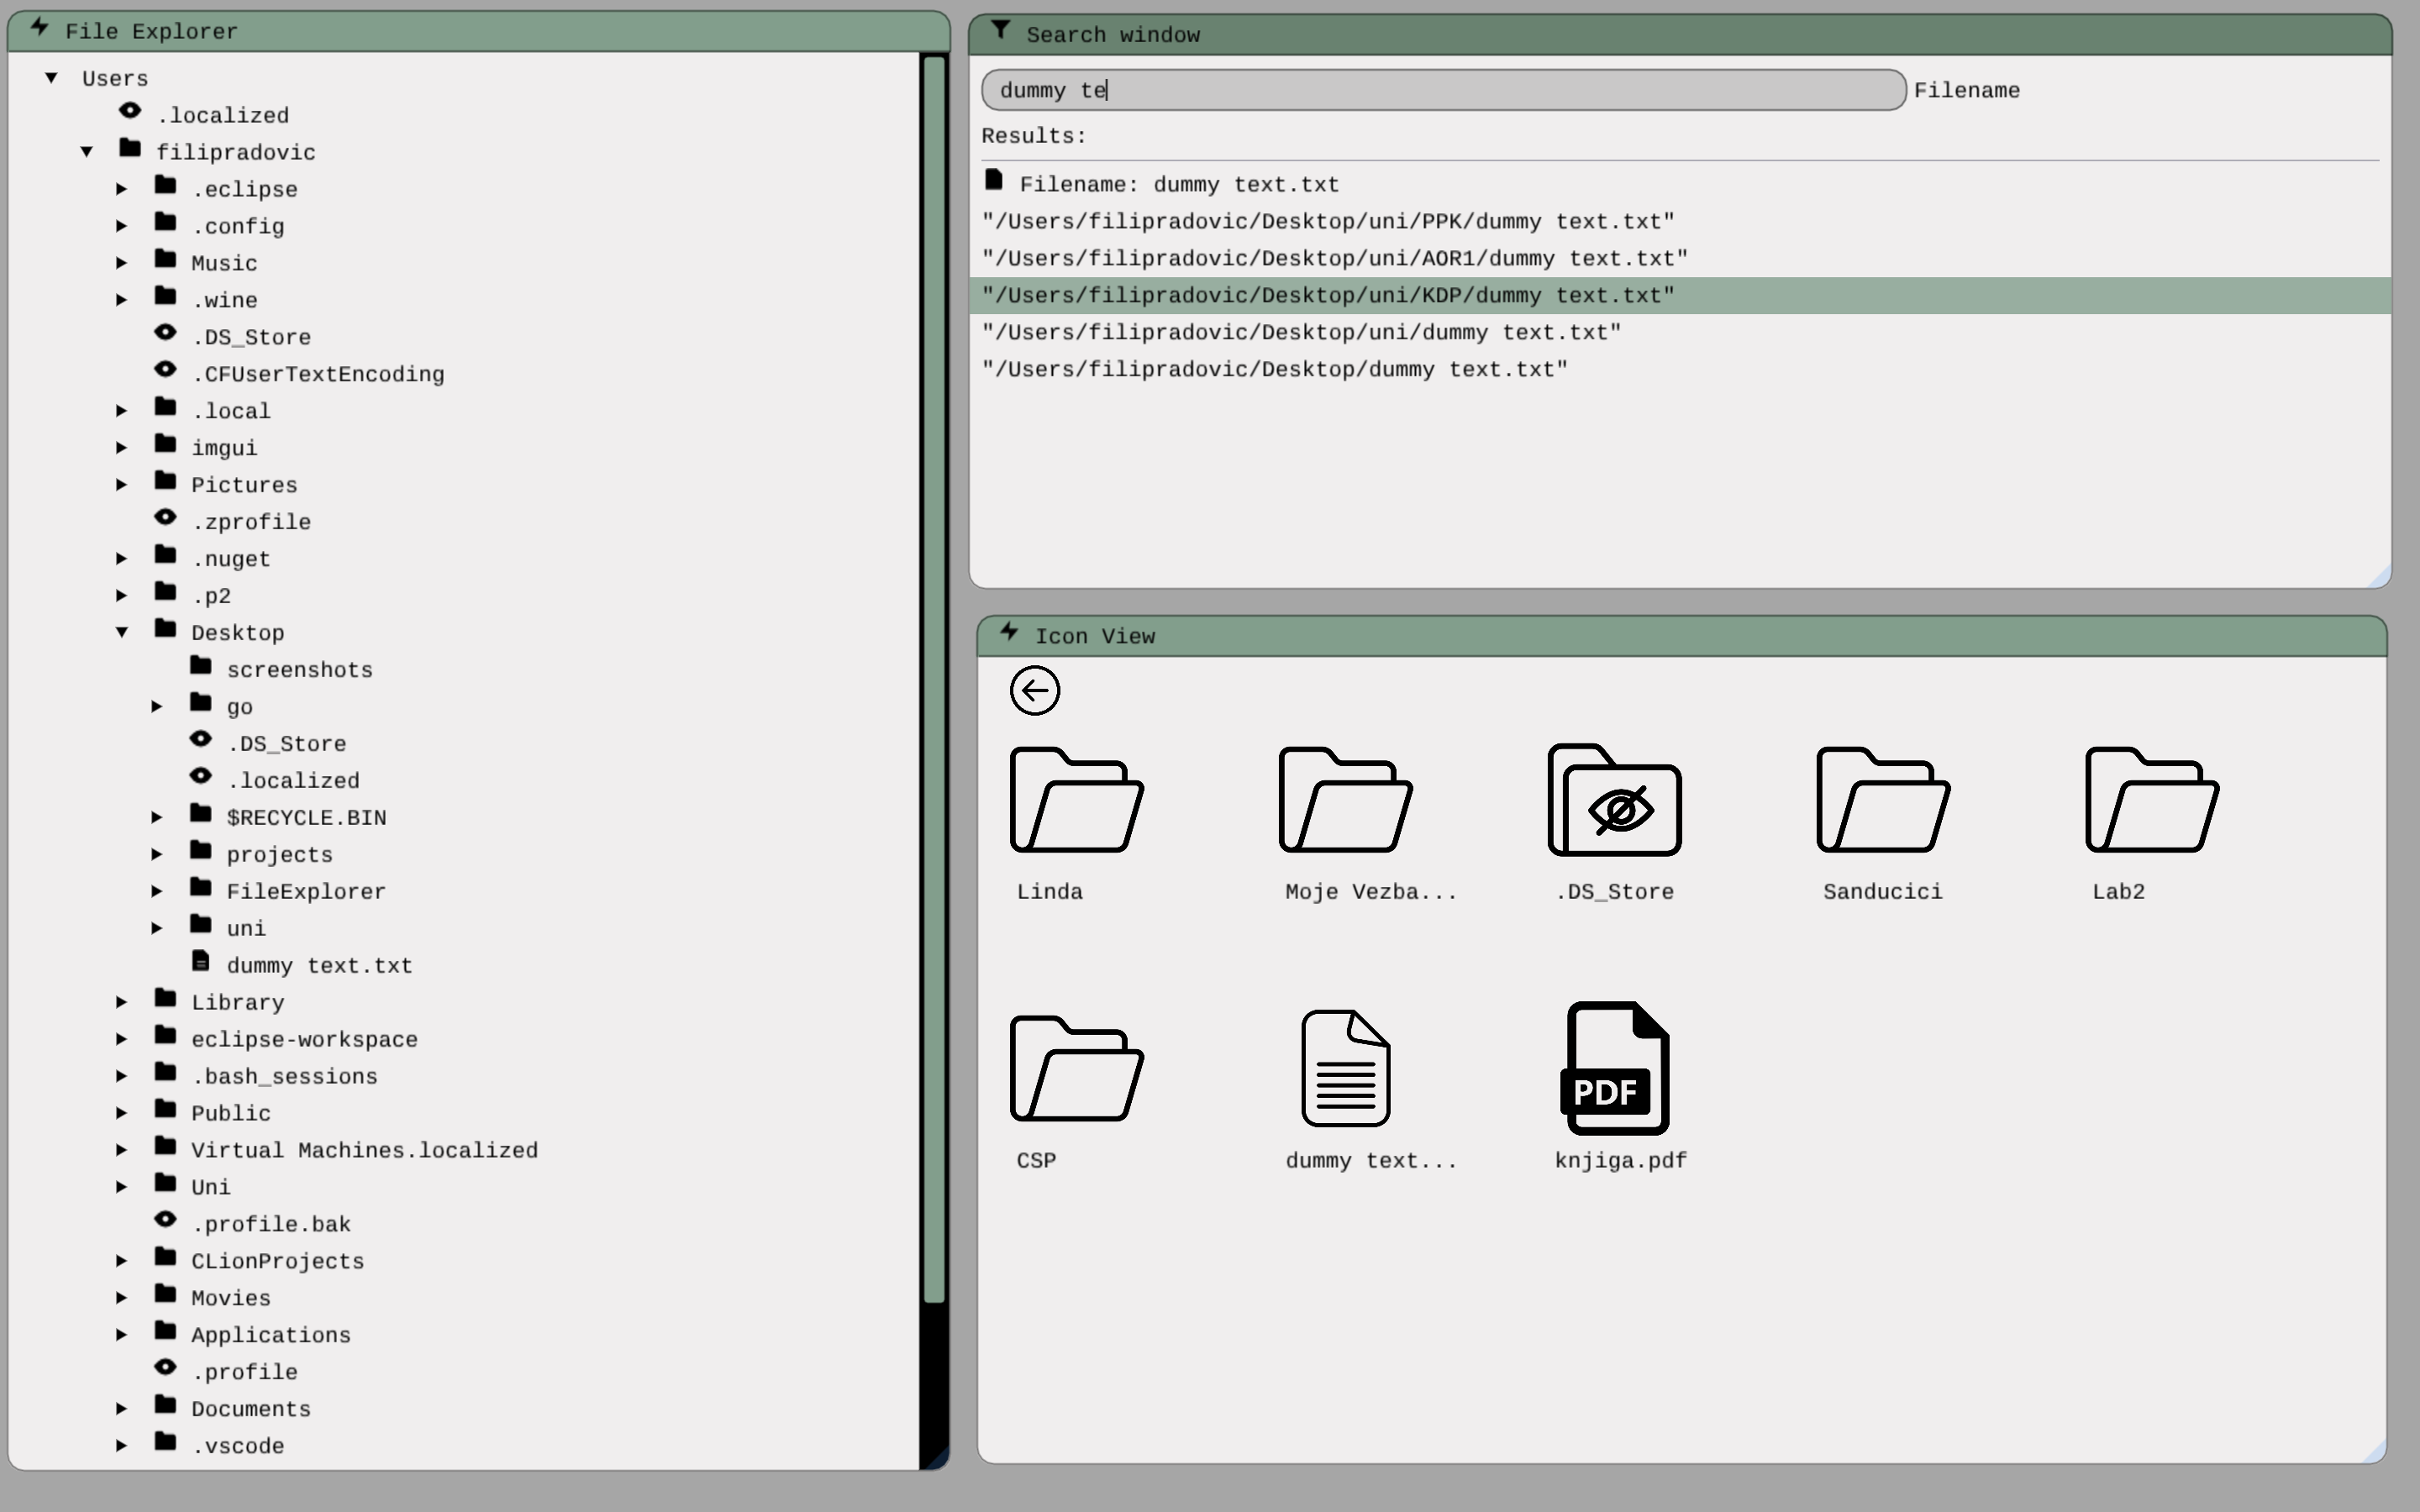 File Explorer
Users
.localized
filipradovic
.eclipse
.config
Music
.wine
.DS_Store
.CFUserTextEncoding
.local
imgui
Pictures
.zprofile
.nuget
.p2
Desktop
screenshots
go
.DS_Store
.localized
$RECYCLE.BIN
projects
FileExplorer
uni
dummy text.txt
Library
eclipse-workspace
.bash_sessions
Public
Virtual Machines.localized
Uni
.profile.bak
CLionProjects
Movies
Applications
.profile
Documents
.vscode
Search window
dummy te Filename
Results:
Filename: dummy text.txt
"/Users/filipradovic/Desktop/uni/PPK/dummy text.txt"
"/Users/filipradovic/Desktop/uni/AOR1/dummy text.txt"
"/Users/filipradovic/Desktop/uni/KDP/dummy text.txt"
"/Users/filipradovic/Desktop/uni/dummy text.txt"
"/Users/filipradovic/Desktop/dummy text.txt"
Icon View
Linda Moje Vezba... .DS_Store Sanducici Lab2
PDF
CSP dummy text... knjiga.pdf